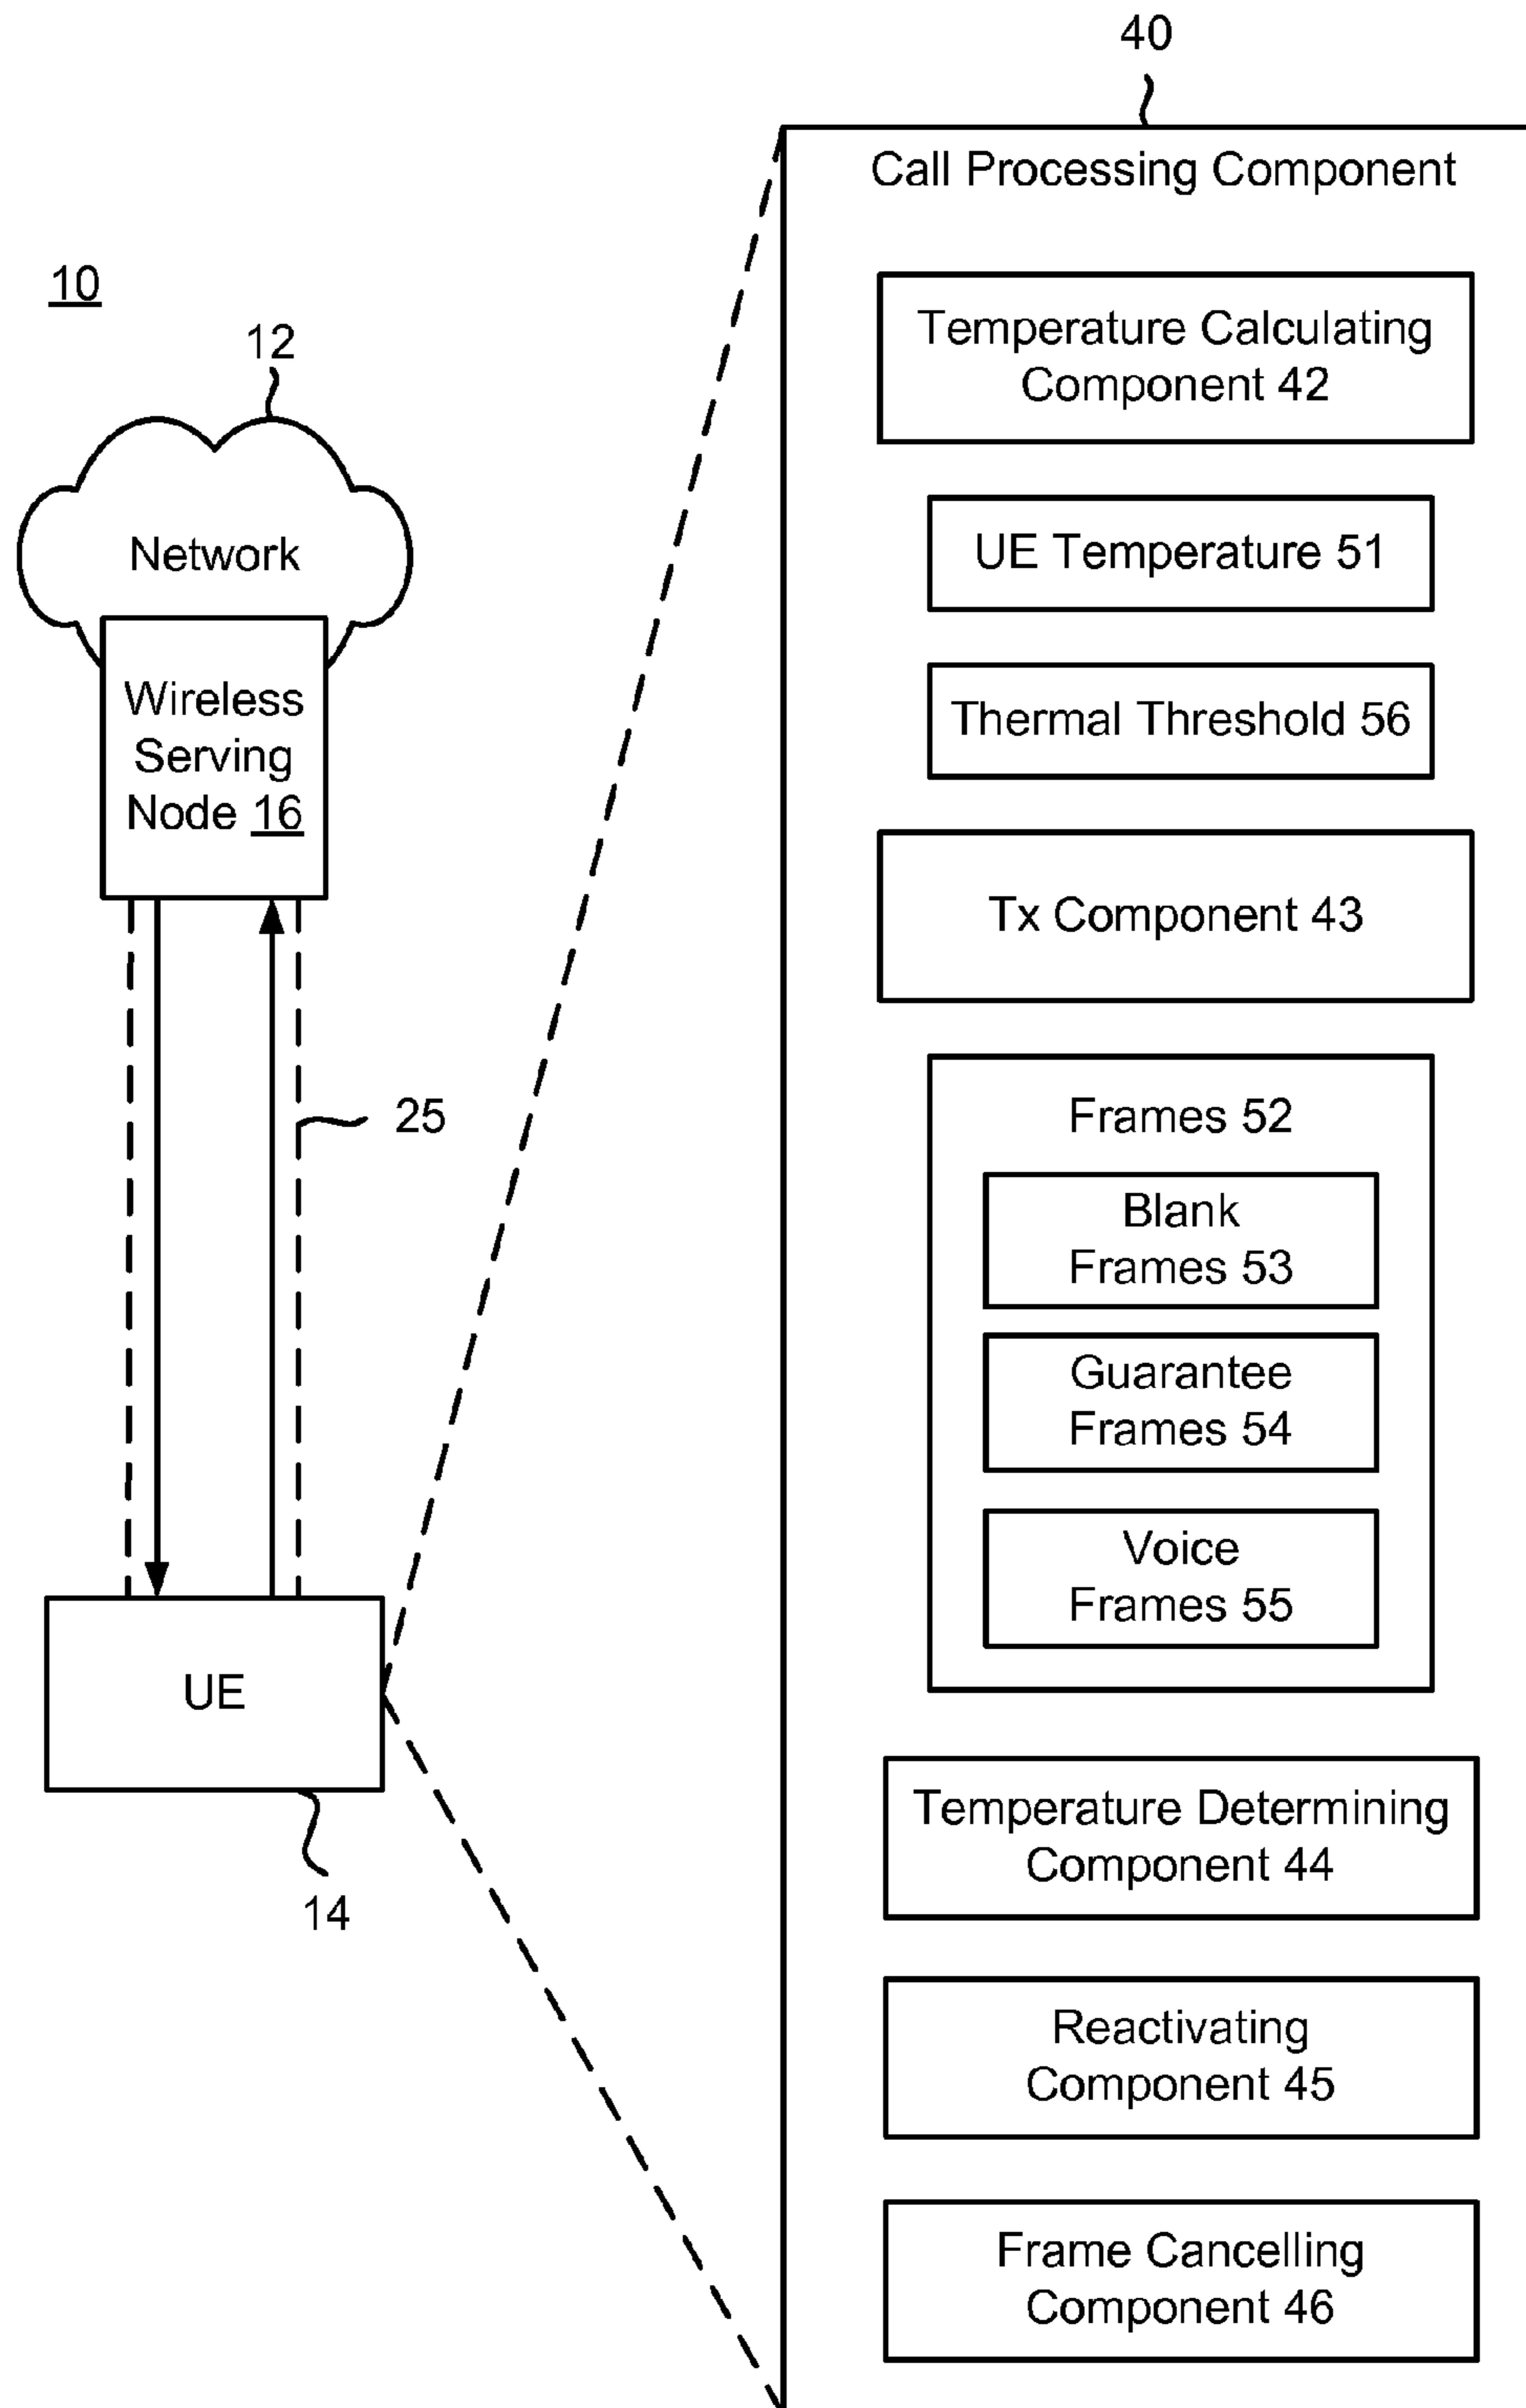 40
Call Processing Component
10
12
Temperature Calculating
Component 42
Network
UE Temperature 51
Wireless
Serving
Node 16
Thermal Threshold 56
Tx Component 43
25
Frames 52
Blank
Frames 53
Guarantee
Frames 54
Voice
Frames 55
UE
14
Temperature Determining
Component 44
Reactivating
Component 45
Frame Cancelling
Component 46